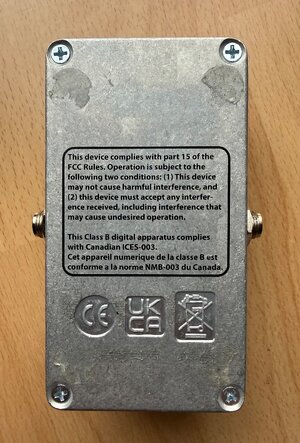 This device complies with part 15 of the
FCC Rules. Operation is subject to the
following two conditions: (1) This device
may not cause harmful interference, and
(2) this device must accept any interfer-
ence received, including interference that
may cause undesired operation.
This Class B digital apparatus complies
with Canadian ICES-003.
Cet appareil numerique de la classe B est
conforme a la norme NMB-003 du Canada.
CE
UK
CA